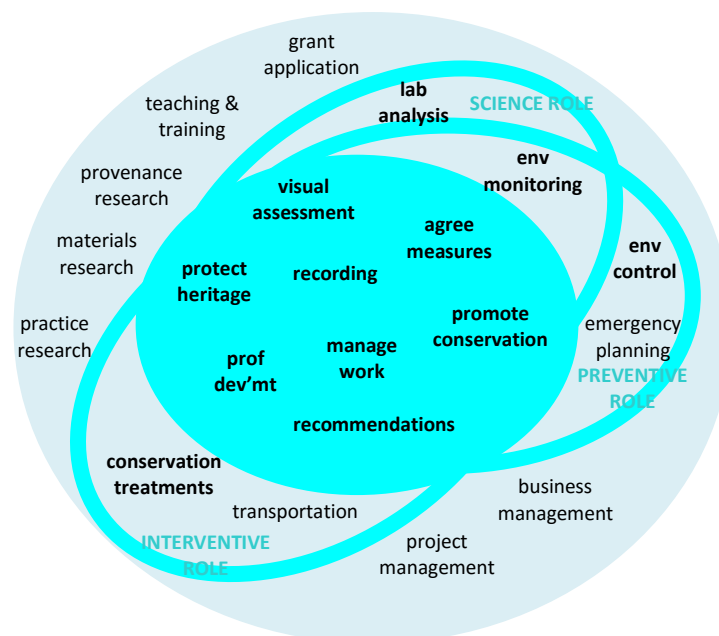 grant
application
lab
analysis
SCIENCE ROLE
teaching &
training
env
monitoring
provenance
research
visual
assessment
agree
measures
materials
research
env
control
protect
heritage
recording
practice
research
promote
conservation
emergency
planning
prof
dev'mt
manage
work
PREVENTIVE
ROLE
recommendations
conservation
treatments
transportation
business
management
INTERVENTIVE
ROLE
project
management